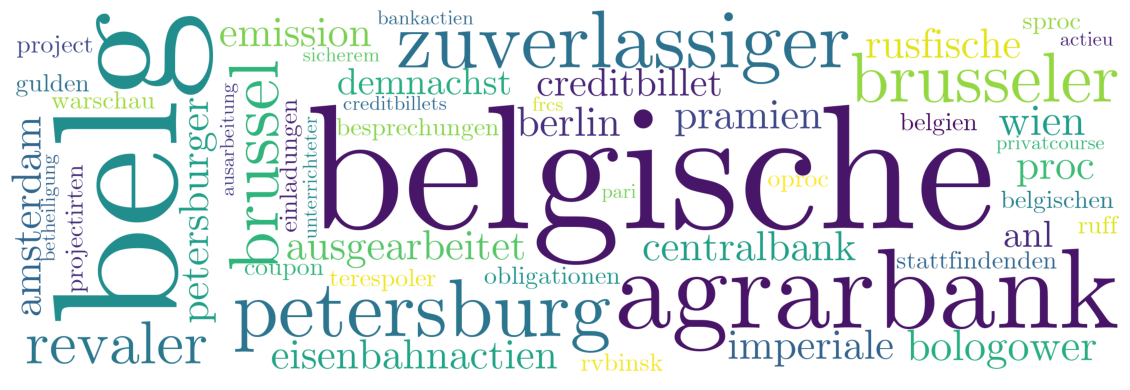 bankactien
sproc
project
emission
zuverlassiger
rusfische
actieu
sicherem
gulden
demnachst
creditbillet
brusseler
warschau
belg
petersburger
ausarbeitung
brussel
einladungen
creditbillets
frcs
besprechungen
berlin
pramien
belgien
wien
privatcourse
amsterdam
betheiligung
projectirten
unterrichteter
belgische
pari
oproc
proc
belgischen
ruff
ausgearbeitet
centralbank
anl
coupon
terespoler
obligationen
stattfindenden
petersburg
agrarbank
revaler
eisenbahnactien
rvbinsk
imperiale
bologower